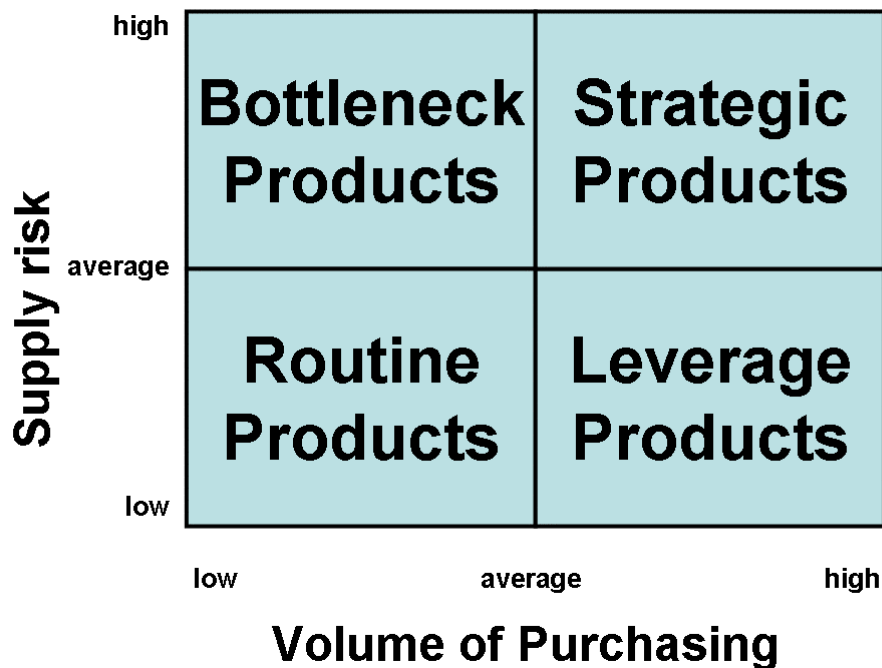 high
Bottleneck
Products
Strategic
Products
Supply risk
average
Routine
Products
Leverage
Products
low
low average high
Volume of Purchasing